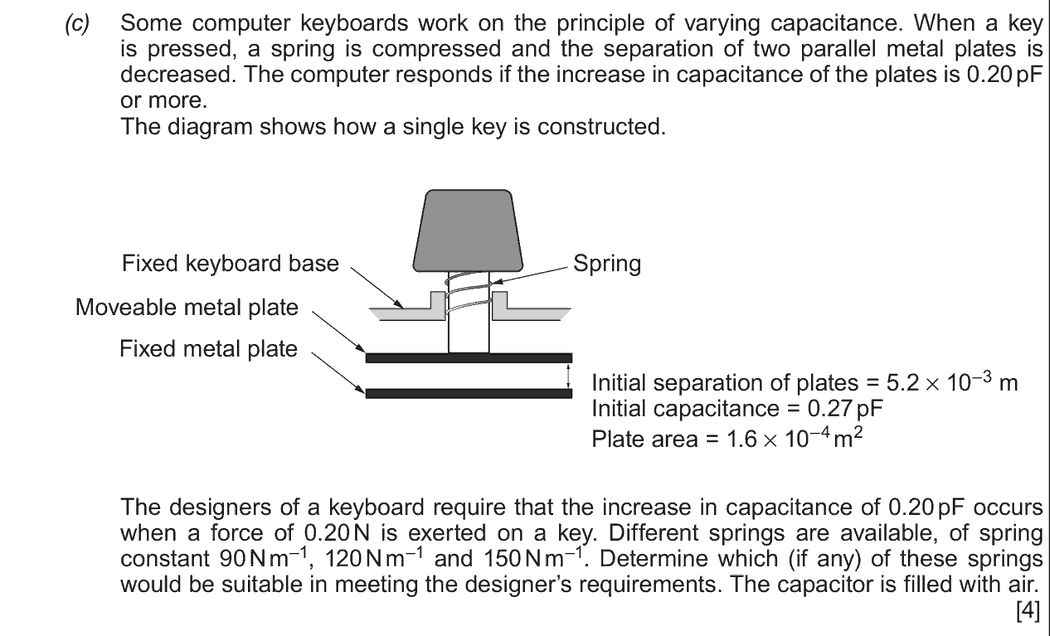 (c) Some computer keyboards work on the principle of varying capacitance. When a key
is pressed, a spring is compressed and the separation of two parallel metal plates is
decreased. The computer responds if the increase in capacitance of the plates is 0.20 pF
or more.
The diagram shows how a single key is constructed.
Fixed keyboard base
Spring
Moveable metal plate
Fixed metal plate
Initial separation of plates = 5.2 × 10⁻³ m
Initial capacitance = 0.27 pF
Plate area = 1.6 × 10⁻⁴ m²
The designers of a keyboard require that the increase in capacitance of 0.20 pF occurs
when a force of 0.20 N is exerted on a key. Different springs are available, of spring
constant 90 N m⁻¹, 120 N m⁻¹ and 150 N m⁻¹. Determine which (if any) of these springs
would be suitable in meeting the designer's requirements. The capacitor is filled with air.
[4]